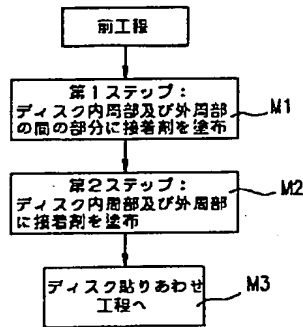 前工程
第1ステップ：
ディスク内周部及び外周部
の間の部分に接着剤を塗布
M1
第2ステップ：
ディスク内周部及び外周部
に接着剤を塗布
M2
ディスク貼りあわせ
工程へ
M3